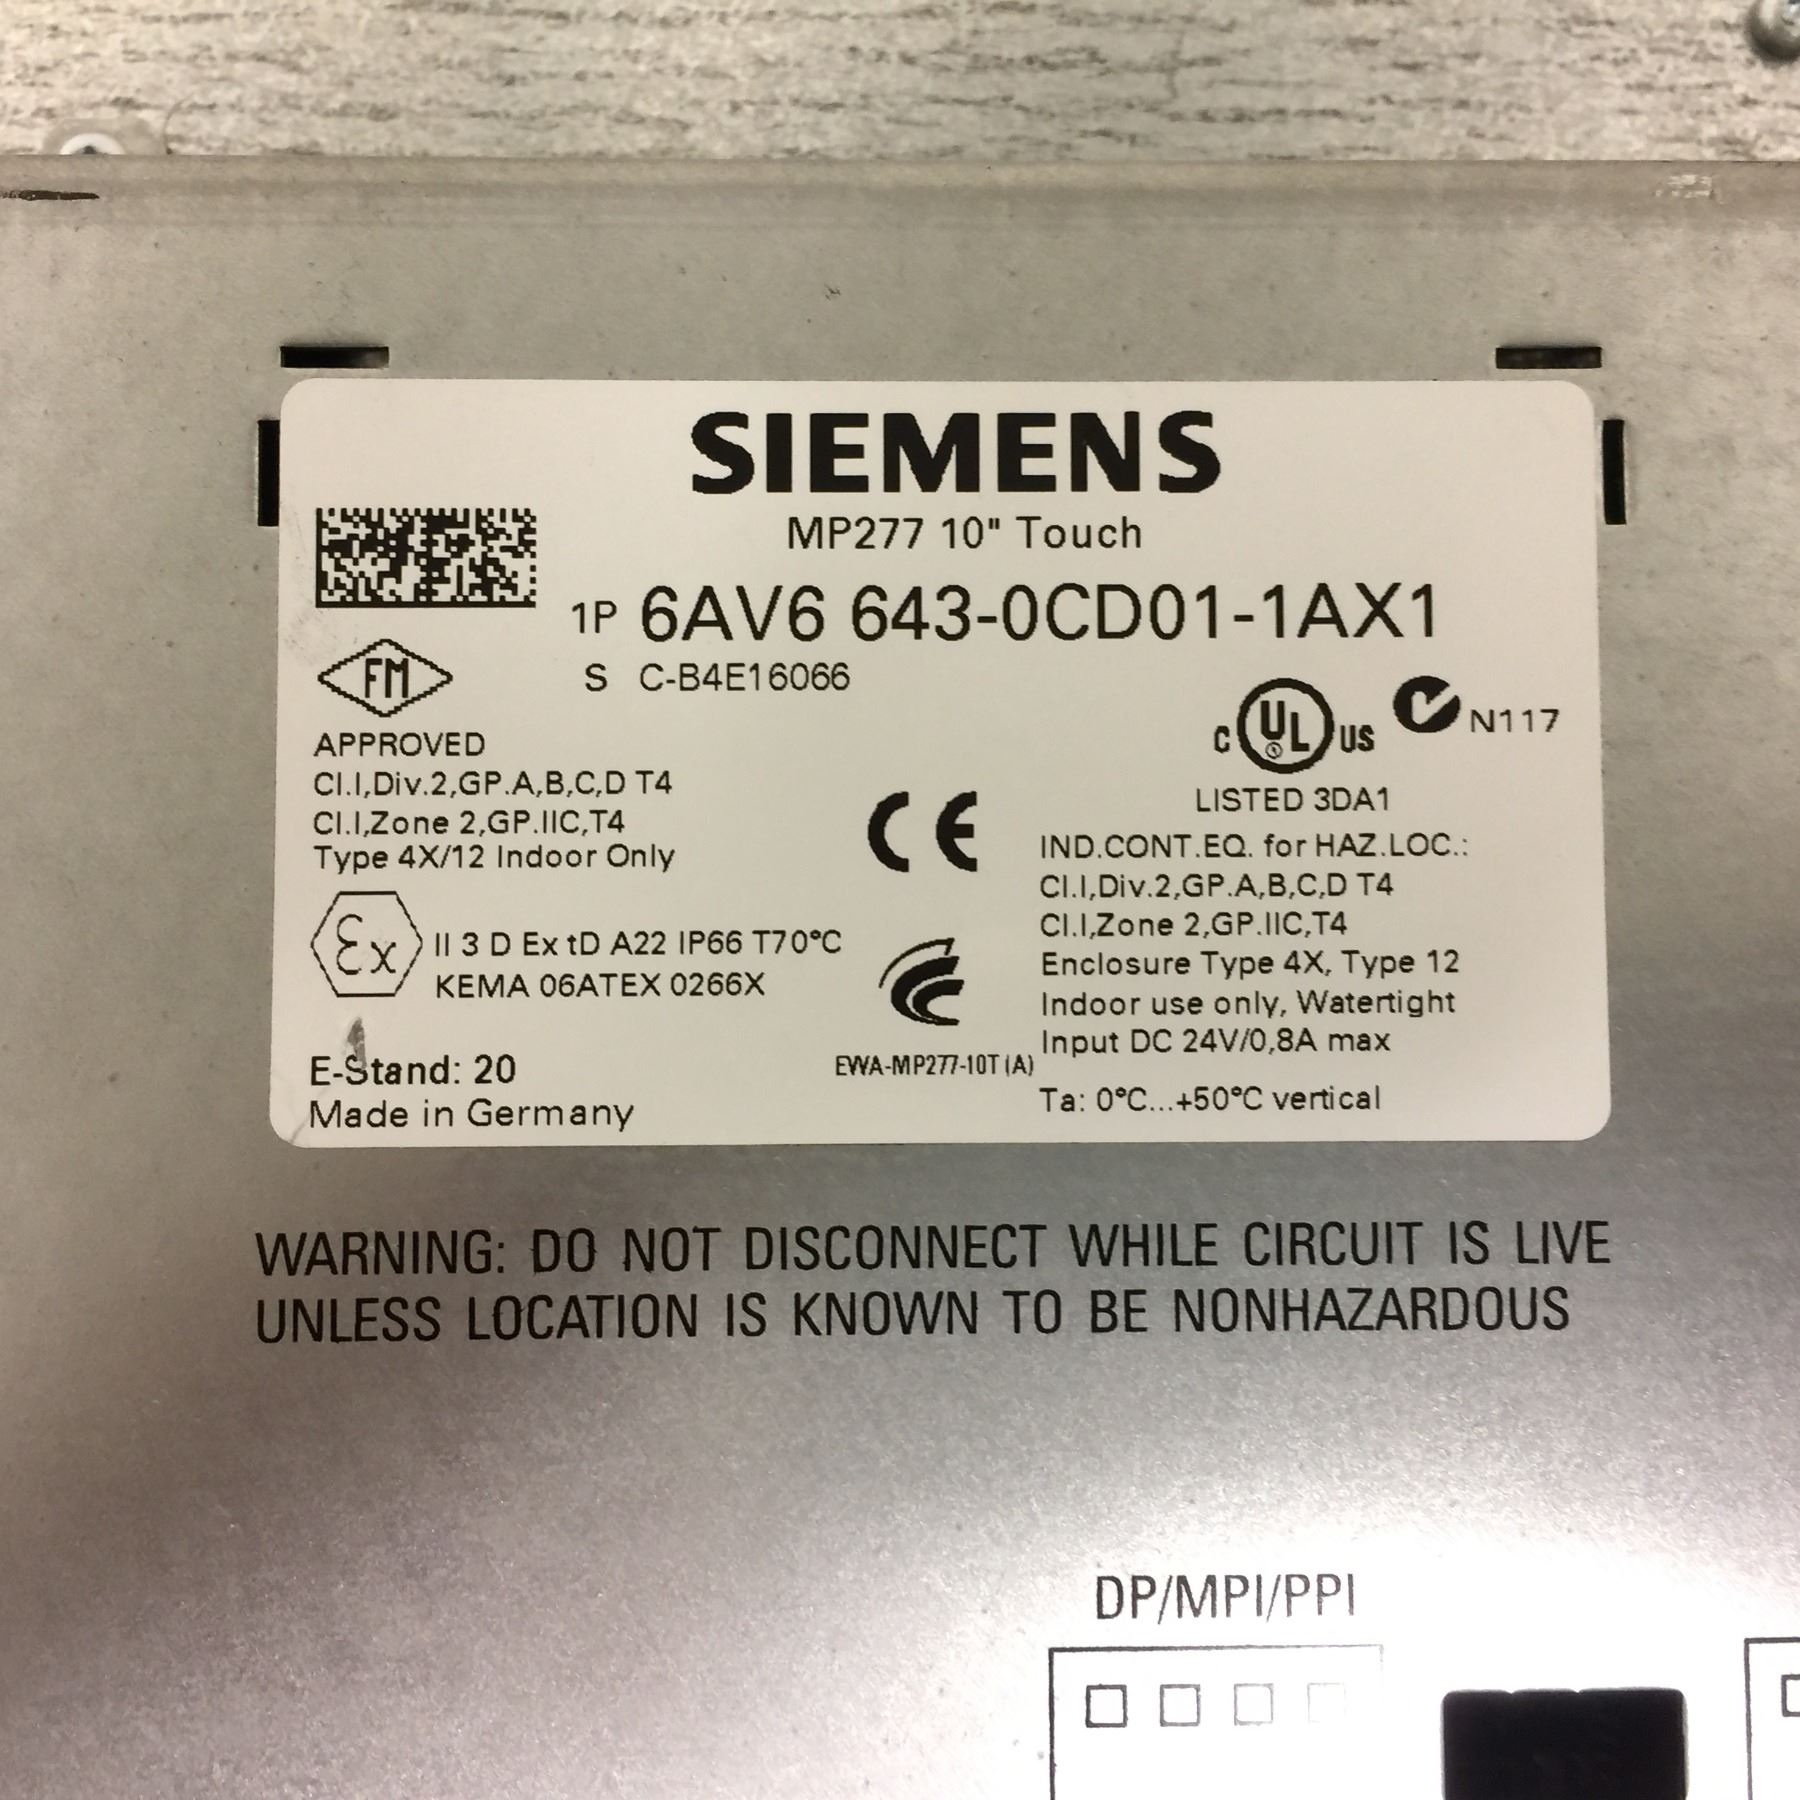 SIEMENS
MP277 10" Touch
1P 6AV6 643-0CD01-1AX1
S C-B4E16066
FM
APPROVED
Cl.I,Div.2,GP.A,B,C,D T4
Cl.I,Zone 2,GP.IIC,T4
Type 4X/12 Indoor Only
Ex II 3 D Ex tD A22 IP66 T70°C
KEMA 06ATEX 0266X
E-Stand: 20
Made in Germany
CE
EWA-MP277-10T (A)
C UL US N117
LISTED 3DA1
IND.CONT.EQ. for HAZ.LOC.:
Cl.I,Div.2,GP.A,B,C,D T4
Cl.I,Zone 2,GP.IIC,T4
Enclosure Type 4X, Type 12
Indoor use only, Watertight
Input DC 24V/0,8A max
Ta: 0°C...+50°C vertical
WARNING: DO NOT DISCONNECT WHILE CIRCUIT IS LIVE
UNLESS LOCATION IS KNOWN TO BE NONHAZARDOUS
DP/MPI/PPI